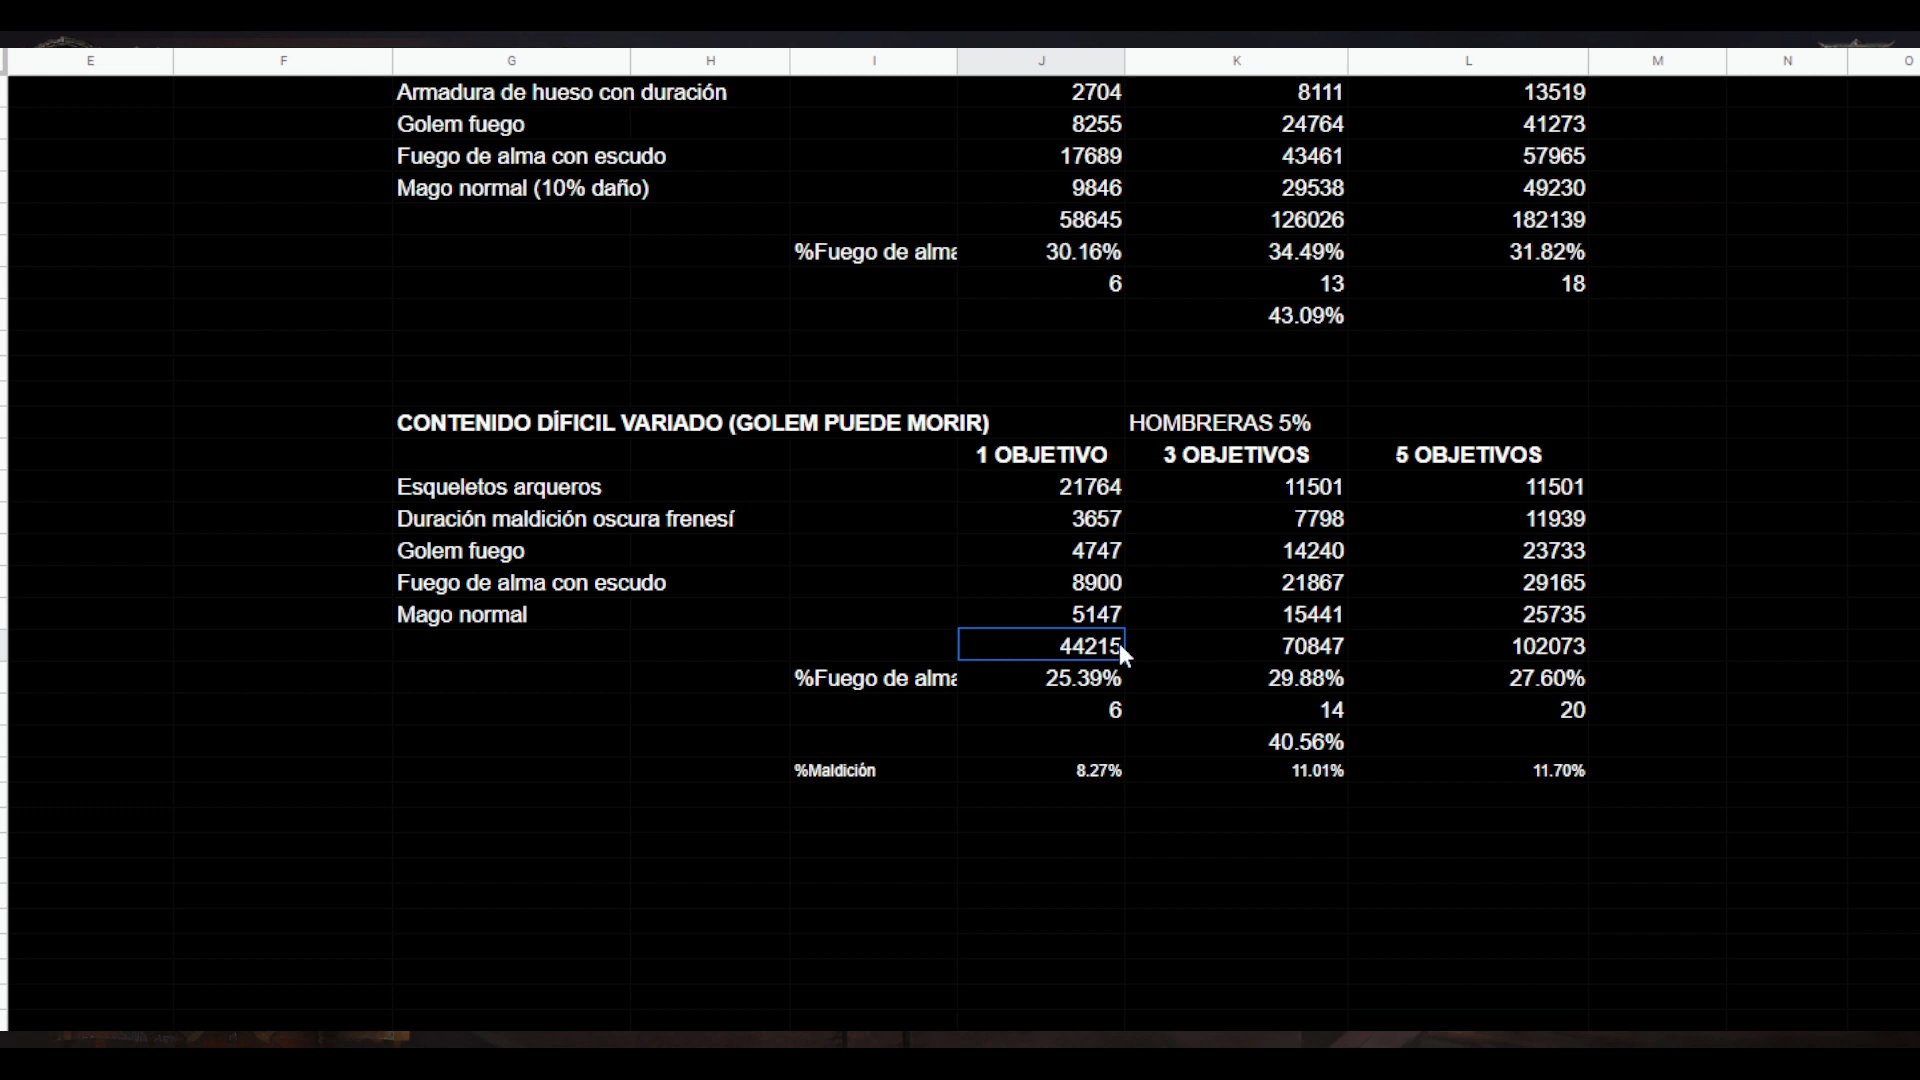 E F G H I J K L M N O
Armadura de hueso con duración 2704 8111 13519
Golem fuego 8255 24764 41273
Fuego de alma con escudo 17689 43461 57965
Mago normal (10% daño) 9846 29538 49230
58645 126026 182139
%Fuego de alma 30.16% 34.49% 31.82%
6 13 18
43.09%
CONTENIDO DÍFICIL VARIADO (GOLEM PUEDE MORIR) HOMBRERAS 5%
1 OBJETIVO 3 OBJETIVOS 5 OBJETIVOS
Esqueletos arqueros 21764 11501 11501
Duración maldición oscura frenesí 3657 7798 11939
Golem fuego 4747 14240 23733
Fuego de alma con escudo 8900 21867 29165
Mago normal 5147 15441 25735
44215 70847 102073
%Fuego de alma 25.39% 29.88% 27.60%
6 14 20
40.56%
%Maldición 8.27% 11.01% 11.70%